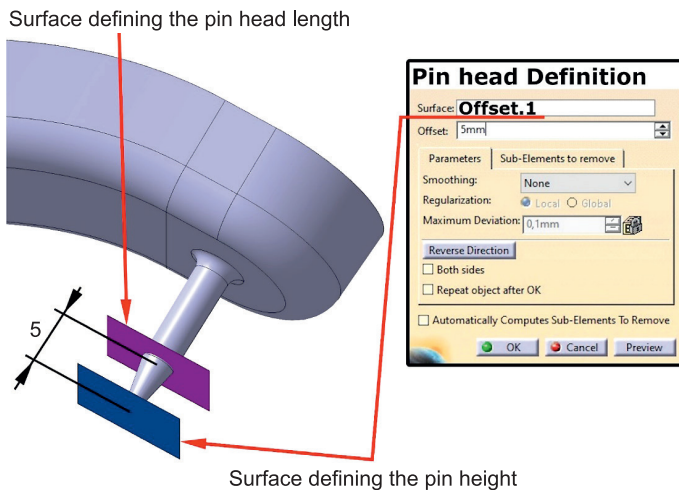 Surface defining the pin head length
Pin head Definition
Surface: Offset.1
Offset: 5mm
Parameters Sub-Elements to remove
Smoothing: None
Regularization: Local Global
Maximum Deviation: 0,1mm
Reverse Direction
Both sides
Repeat object after OK
Automatically Computes Sub-Elements To Remove
OK Cancel Preview
5
Surface defining the pin height